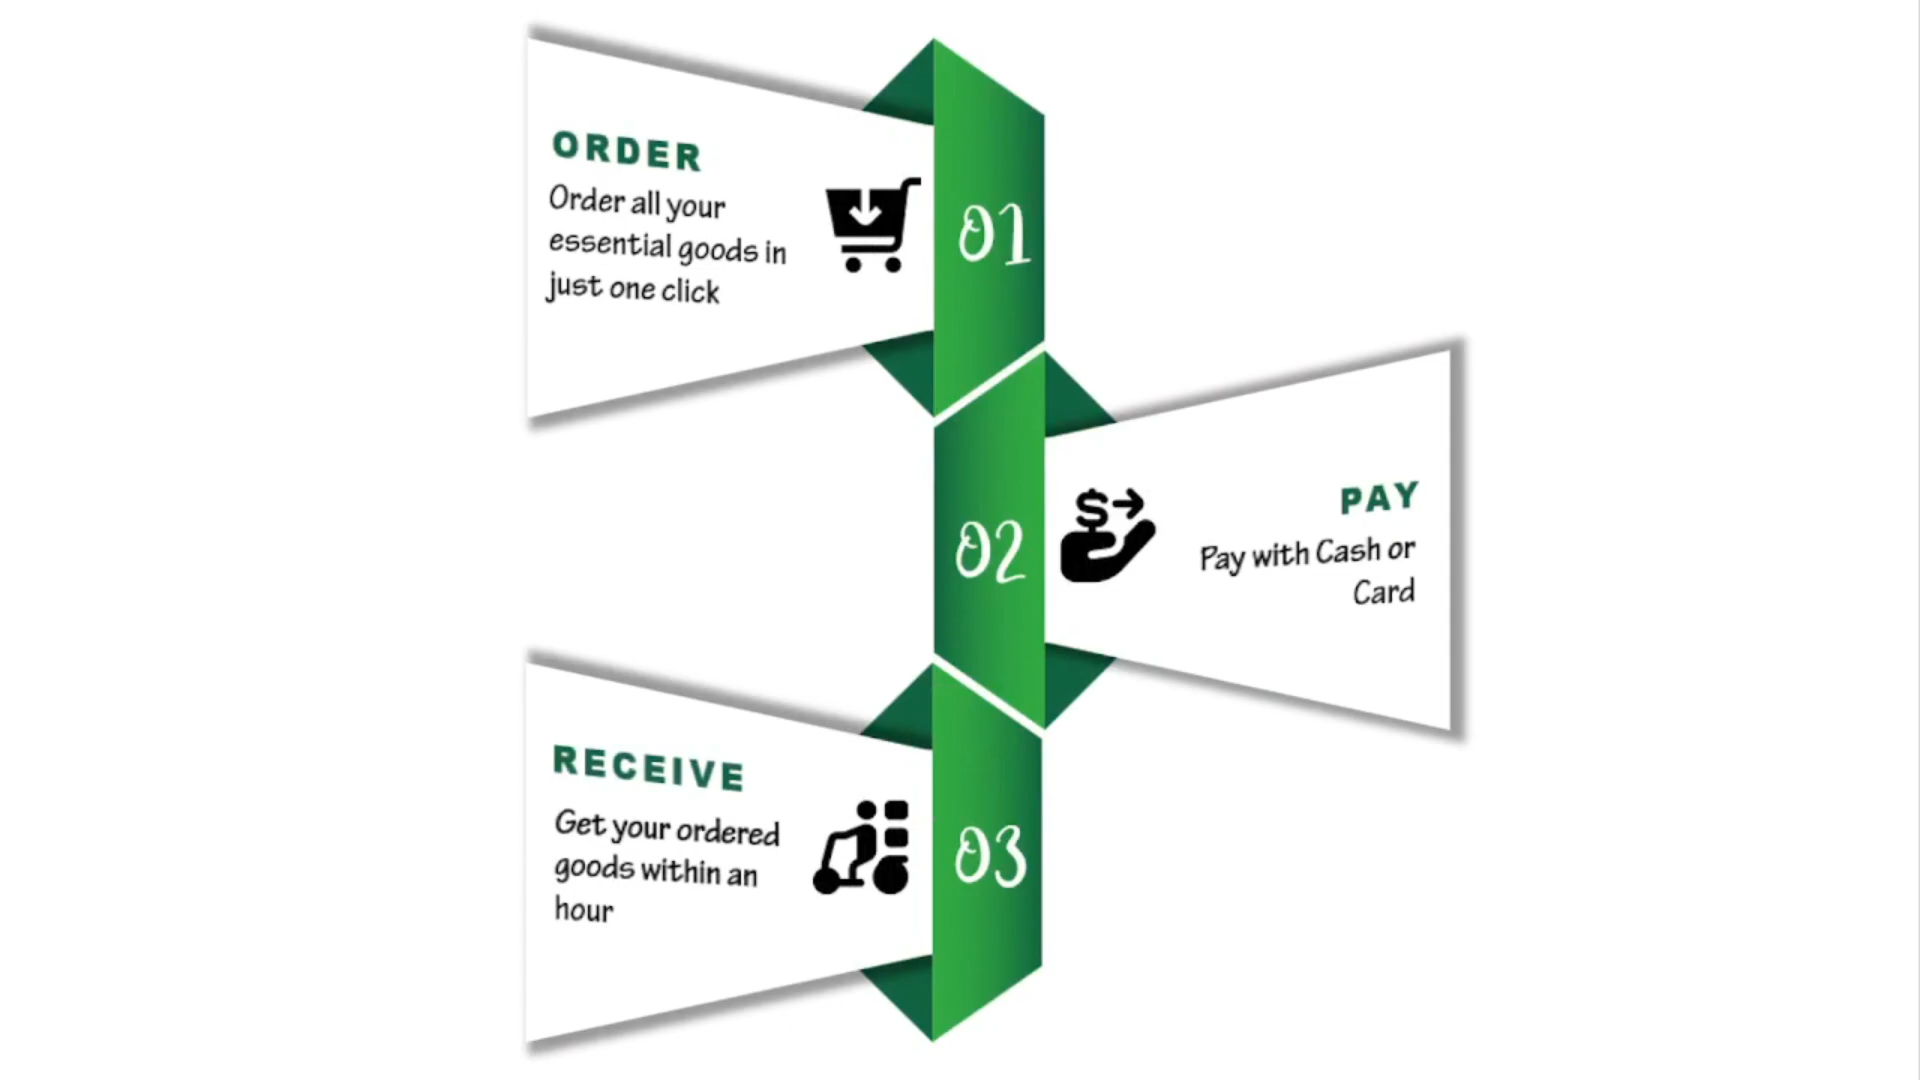 ORDER
Order all your
essential goods in
just one click
01
02
PAY
Pay with Cash or
Card
RECEIVE
Get your ordered
goods within an
hour
03